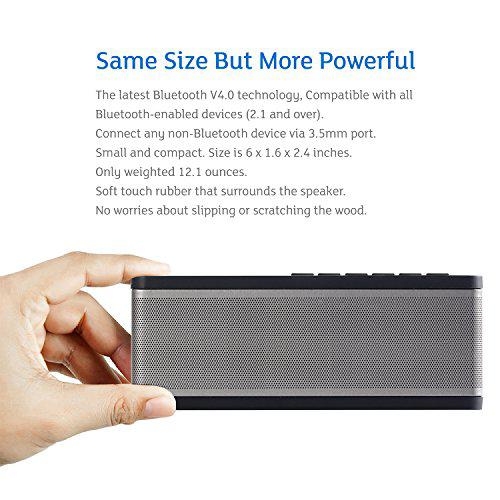 Same Size But More Powerful
The latest Bluetooth V4.0 technology, Compatible with all
Bluetooth-enabled devices (2.1 and over).
Connect any non-Bluetooth device via 3.5mm port.
Small and compact. Size is 6 x 1.6 x 2.4 inches.
Only weighted 12.1 ounces.
Soft touch rubber that surrounds the speaker.
No worries about slipping or scratching the wood.